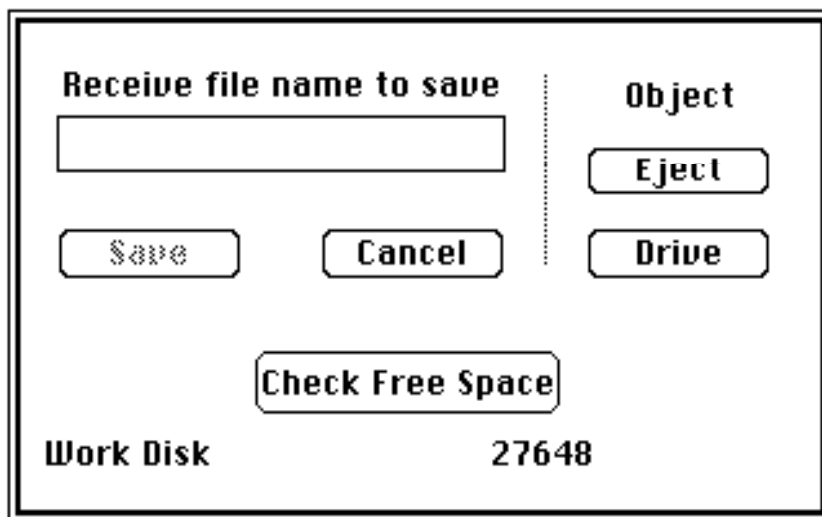 Receive file name to save
Object
Eject
Save
Cancel
Drive
Check Free Space
Work Disk 27648